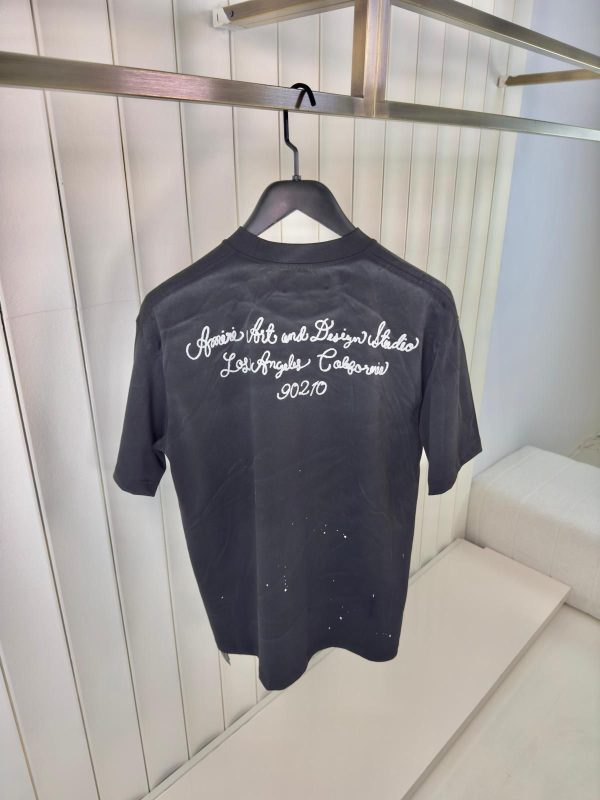 Amiri Art and Design Studio
Los Angeles California
90210